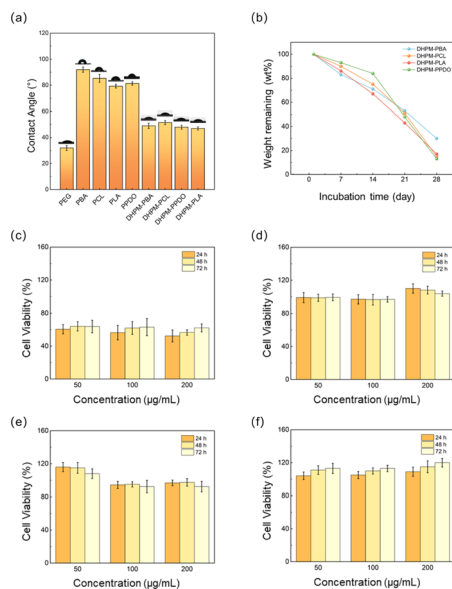 (a)
Contact Angle (°)
120
100
80
60
40
20
0
PEG
PBA
PCL
PLA
PPDO
DHPM-PBA
DHPM-PCL
DHPM-PPDO
DHPM-PLA
(b)
Weight remaining (wt%)
100
80
60
40
20
0
0
7
14
21
28
Incubation time (day)
DHPM-PBA
DHPM-PCL
DHPM-PLA
DHPM-PPDO
(c)
Cell Viability (%)
160
120
80
40
0
50
100
200
Concentration (μg/mL)
24 h
48 h
72 h
(d)
Cell Viability (%)
160
120
80
40
0
50
100
200
Concentration (μg/mL)
24 h
48 h
72 h
(e)
Cell Viability (%)
160
120
80
40
0
50
100
200
Concentration (μg/mL)
24 h
48 h
72 h
(f)
Cell Viability (%)
160
120
80
40
0
50
100
200
Concentration (μg/mL)
24 h
48 h
72 h